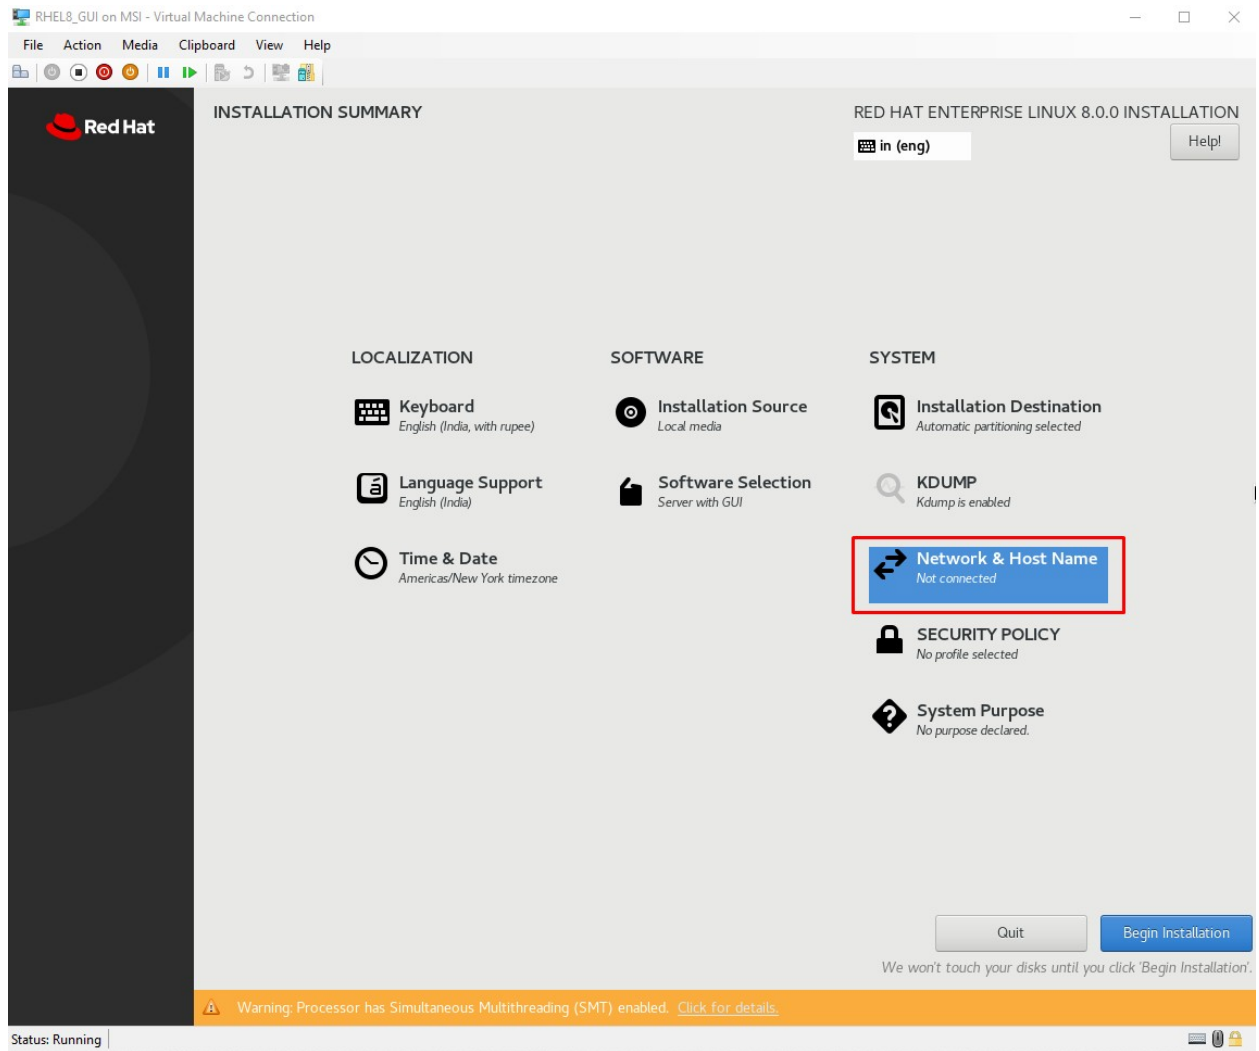 RHEL8_GUI on MSI - Virtual Machine Connection
File Action Media Clipboard View Help
Red Hat
INSTALLATION SUMMARY
RED HAT ENTERPRISE LINUX 8.0.0 INSTALLATION
in (eng)
Help!
LOCALIZATION
Keyboard
English (India, with rupee)
Language Support
English (India)
Time & Date
Americas/New York timezone
SOFTWARE
Installation Source
Local media
Software Selection
Server with GUI
SYSTEM
Installation Destination
Automatic partitioning selected
KDUMP
Kdump is enabled
Network & Host Name
Not connected
SECURITY POLICY
No profile selected
System Purpose
No purpose declared.
Quit
Begin Installation
We won't touch your disks until you click 'Begin Installation'.
Warning: Processor has Simultaneous Multithreading (SMT) enabled. Click for details.
Status: Running